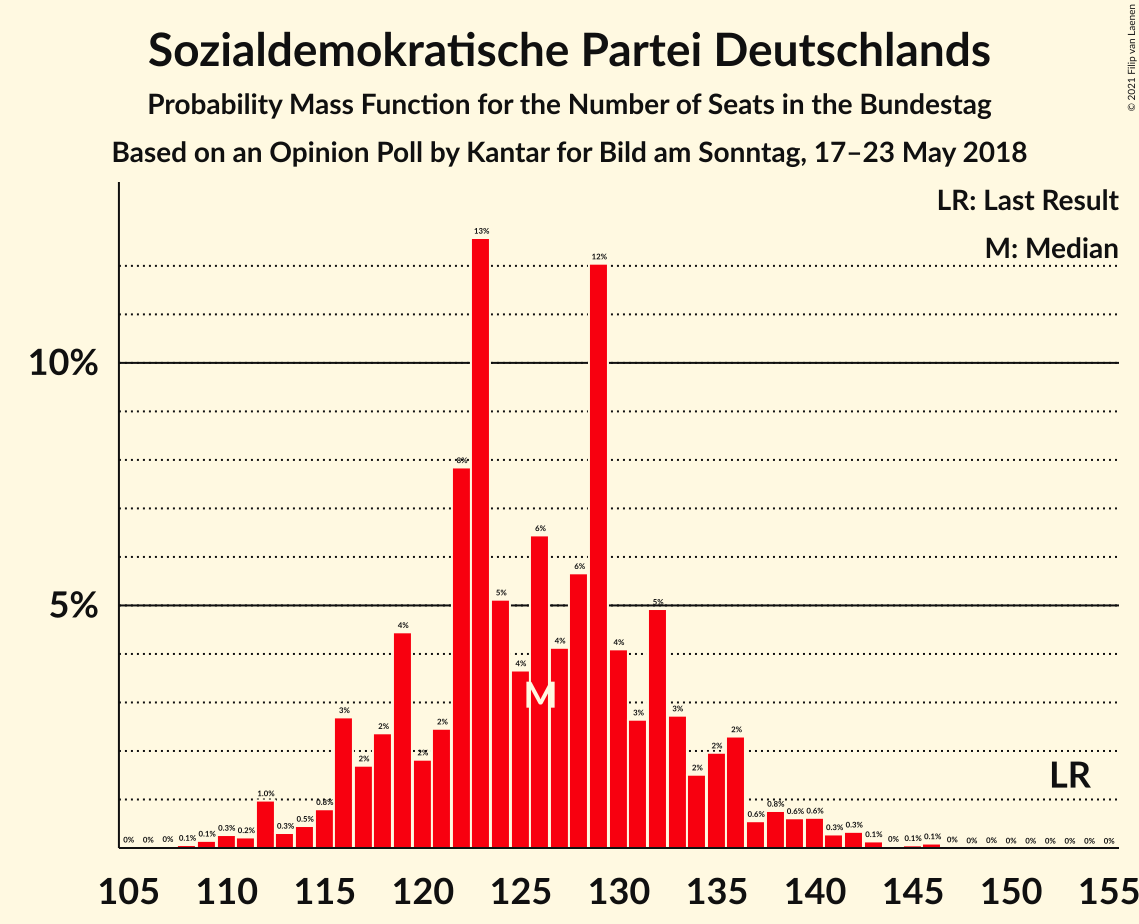 Sozialdemokratische Partei Deutschlands
Probability Mass Function for the Number of Seats in the Bundestag
Based on an Opinion Poll by Kantar for Bild am Sonntag, 17–23 May 2018
© 2021 Filip van Laenen
LR: Last Result
M: Median
10%
5%
0% 0% 0% 0.1% 0.1% 0.3% 0.2% 1.0% 0.3% 0.5% 0.8% 3% 2% 2% 4% 2% 2% 8% 13% 5% 4% 6% 4% 6% 12% 4% 3% 5% 3% 2% 2% 2% 0.6% 0.8% 0.6% 0.6% 0.3% 0.3% 0.1% 0% 0.1% 0.1% 0% 0% 0% 0% 0% 0% 0% 0% 0%
M
LR
105 110 115 120 125 130 135 140 145 150 155